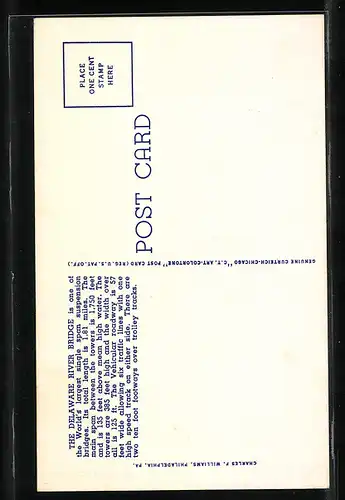 THE DELAWARE RIVER BRIDGE is one of
the World's largest single span suspension
bridges. Its total length is 1.81 miles. The
main span between the towers is 1,750 feet
and is 135 feet above mean high water. The
towers are 385 feet high and the width over
all is 125 ft. The Vehicular roadway is 57
feet wide allowing six traffic lines with one
high speed track on either side. There are
two ten foot footways over trolley tracks.
POST CARD
PLACE
ONE CENT
STAMP
HERE
CHARLES P. WILLIAMS, PHILADELPHIA, PA.
GENUINE CURTEICH-CHICAGO "C.T. ART-COLORTONE" POST CARD (REG. U.S. PAT. OFF.)